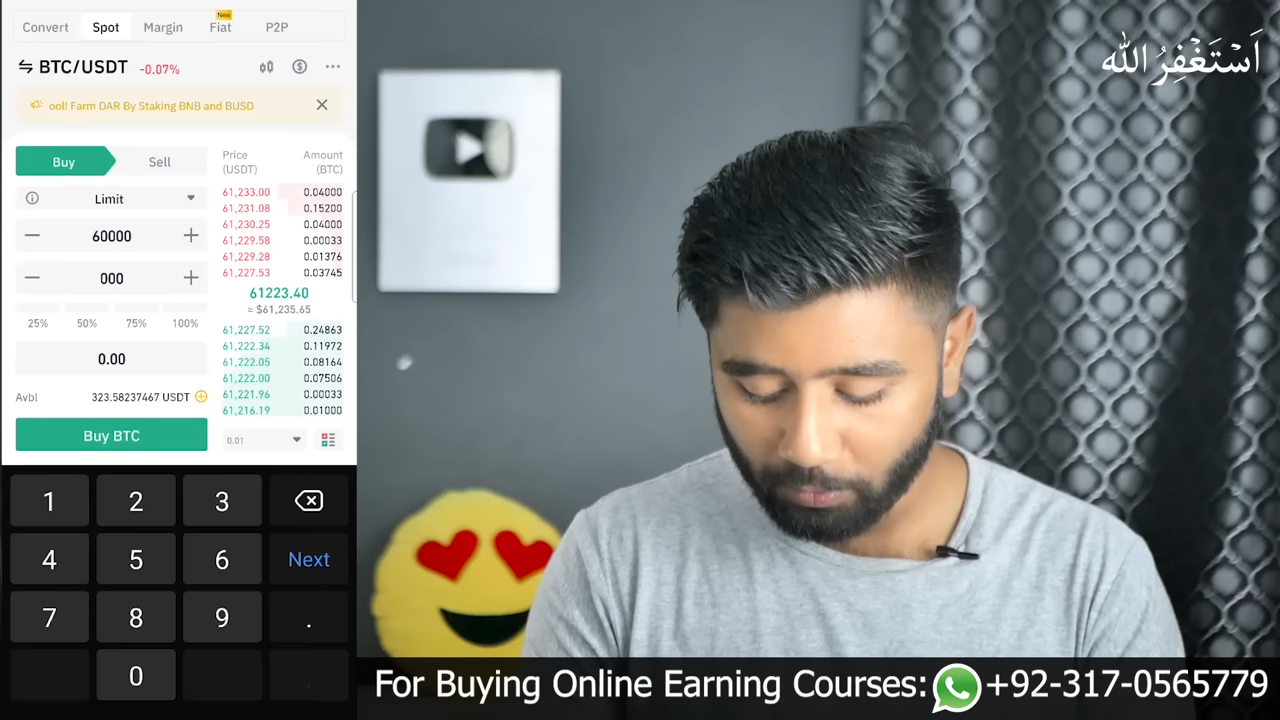 Convert Spot Margin Fiat New P2P
BTC/USDT -0.07%
ool! Farm DAR By Staking BNB and BUSD
Buy Sell
Limit
60000
000
25% 50% 75% 100%
0.00
Avbl 323.58237467 USDT
Buy BTC
Price (USDT) Amount (BTC)
61,233.00 0.04000
61,231.08 0.15200
61,230.25 0.04000
61,229.58 0.00033
61,229.28 0.01376
61,227.53 0.03745
61223.40
≈ $61,235.65
61,227.52 0.24863
61,222.34 0.11972
61,222.05 0.08164
61,222.00 0.07506
61,221.96 0.00033
61,216.19 0.01000
0.01
1 2 3
4 5 6 Next
7 8 9 .
0
اَسْتَغْفِرُ اللّٰه
For Buying Online Earning Courses: +92-317-0565779